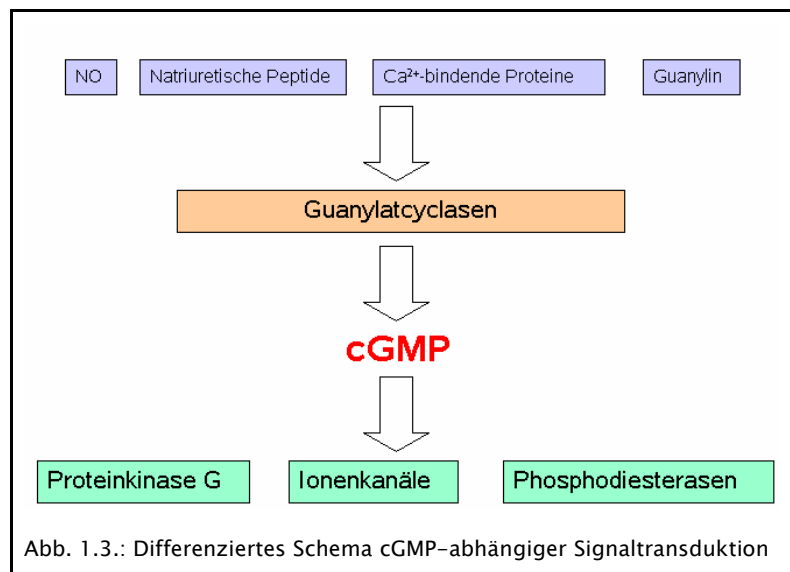 NO Natriuretische Peptide Ca²⁺-bindende Proteine Guanylin
Guanylatcyclasen
cGMP
Proteinkinase G Ionenkanäle Phosphodiesterasen
Abb. 1.3.: Differenziertes Schema cGMP-abhängiger Signaltransduktion